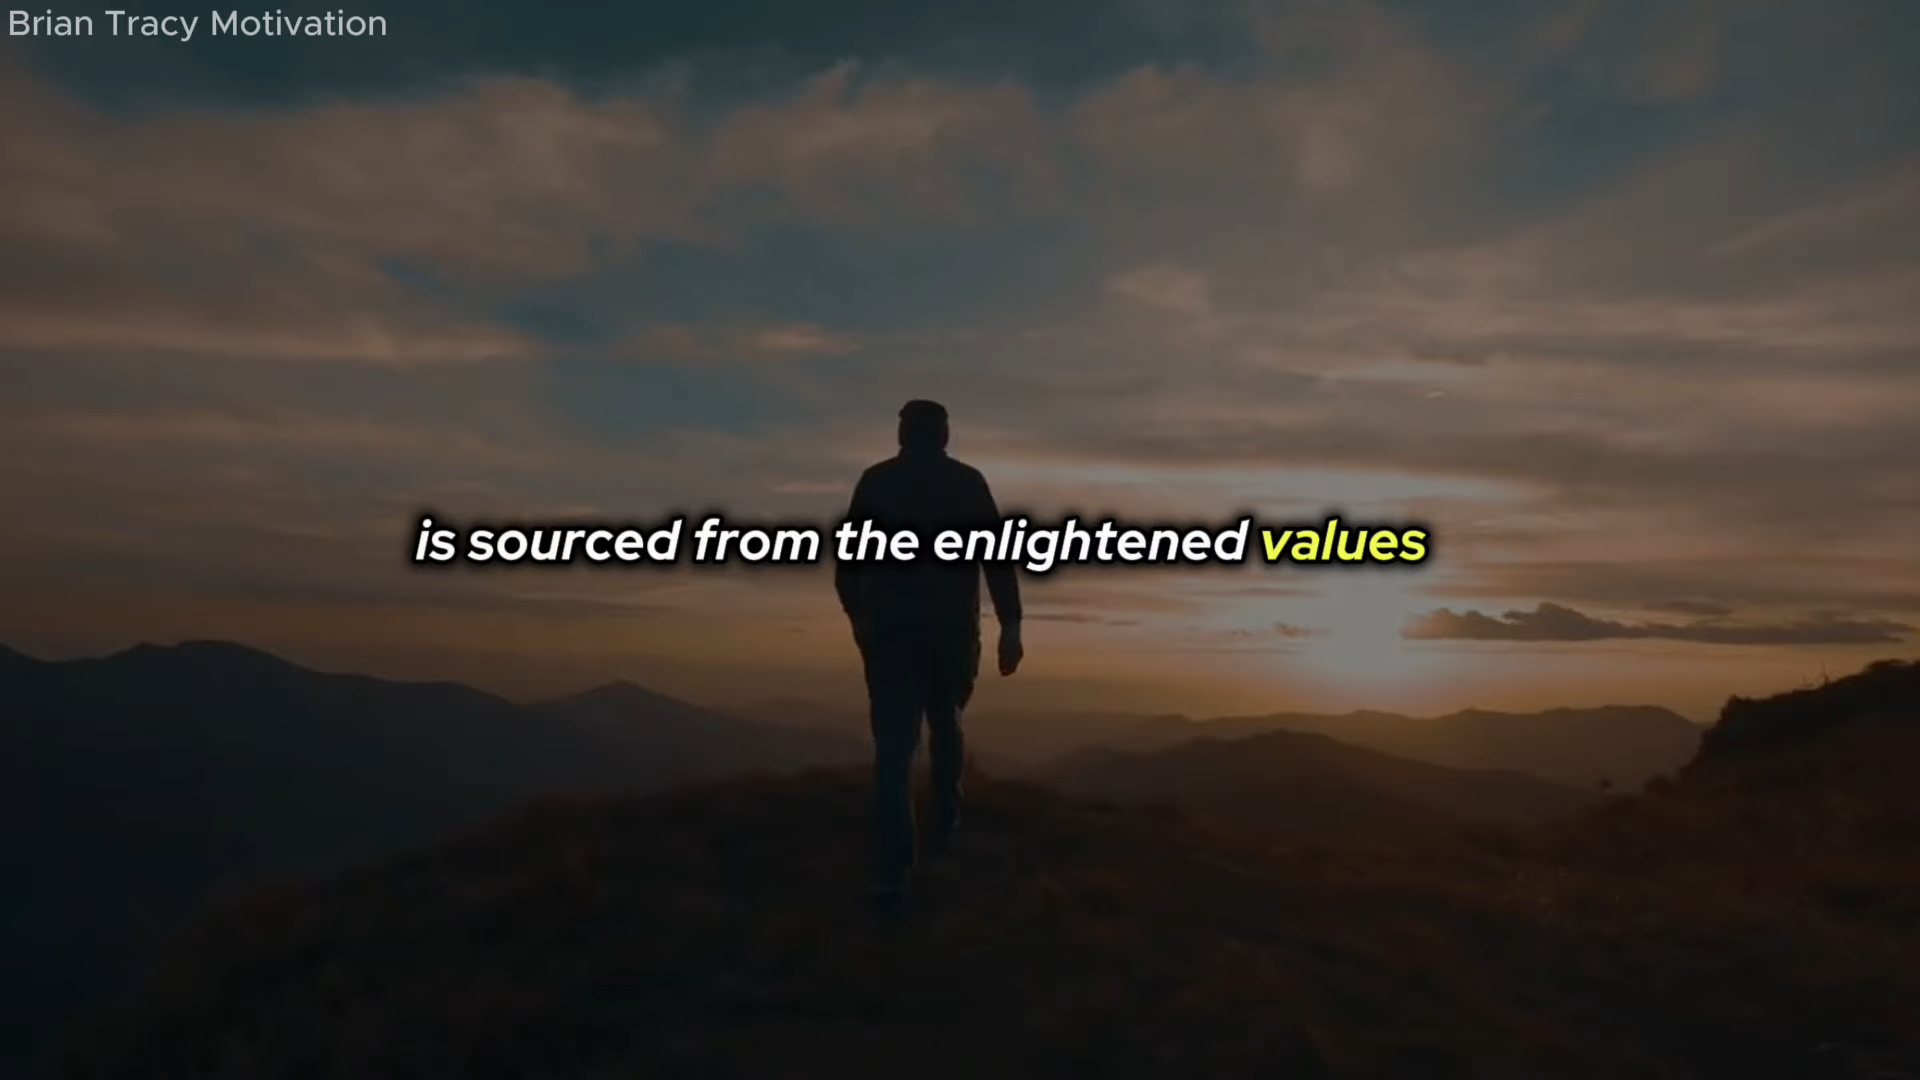 Brian Tracy Motivation
is sourced from the enlightened values